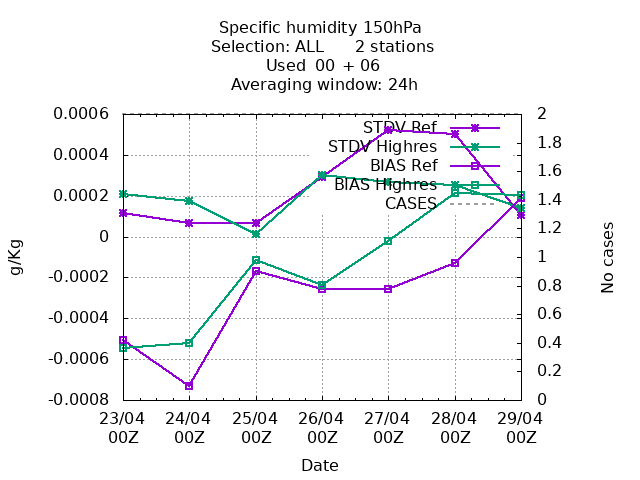 Specific humidity 150hPa
Selection: ALL 2 stations
Used 00 + 06
Averaging window: 24h
0.0006 2
STDV Ref
1.8
0.0004 STDV Highres
1.6
BIAS Ref
0.0002 BIAS Highres 1.4
CASES
0 1.2
g/Kg
No cases
1
-0.0002
0.8
-0.0004 0.6
-0.0006 0.4
0.2
-0.0008 0
23/04 24/04 25/04 26/04 27/04 28/04 29/04
00Z 00Z 00Z 00Z 00Z 00Z 00Z
Date